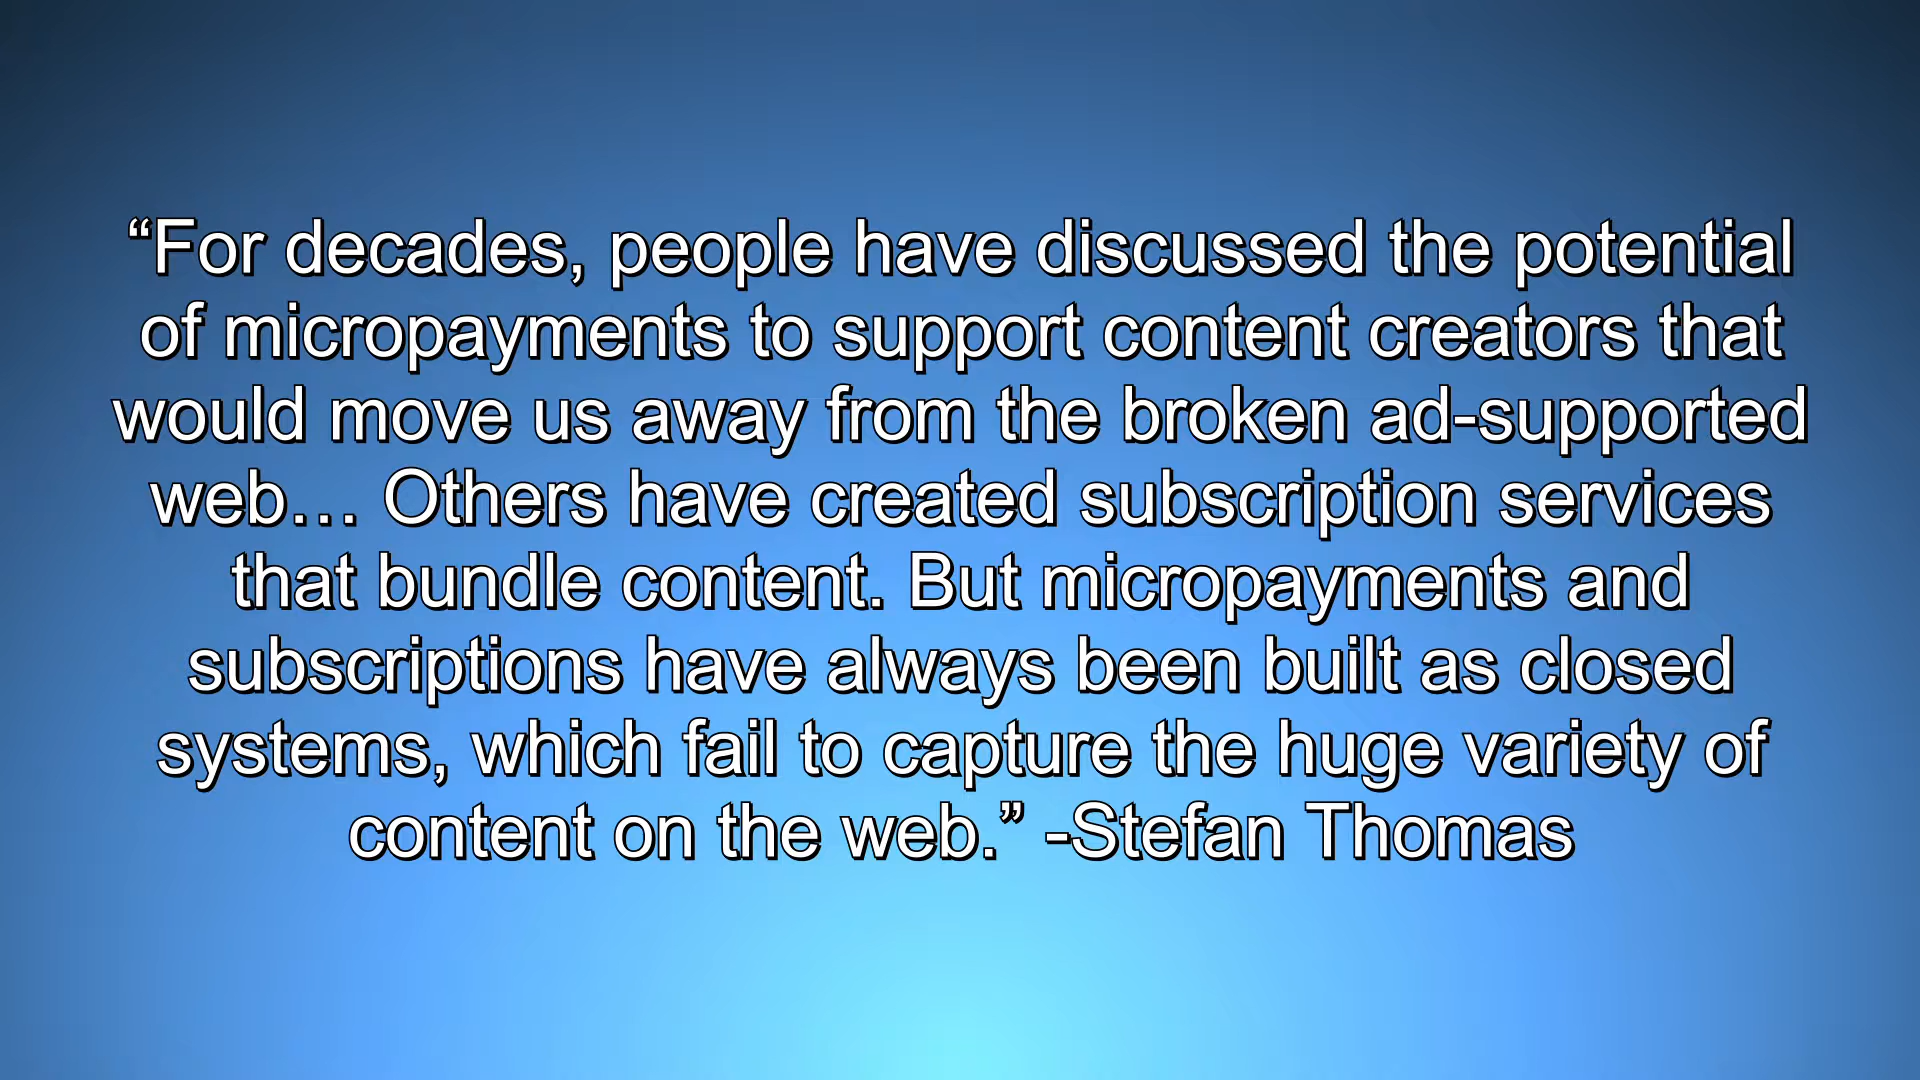 “For decades, people have discussed the potential
of micropayments to support content creators that
would move us away from the broken ad-supported
web… Others have created subscription services
that bundle content. But micropayments and
subscriptions have always been built as closed
systems, which fail to capture the huge variety of
content on the web.” -Stefan Thomas